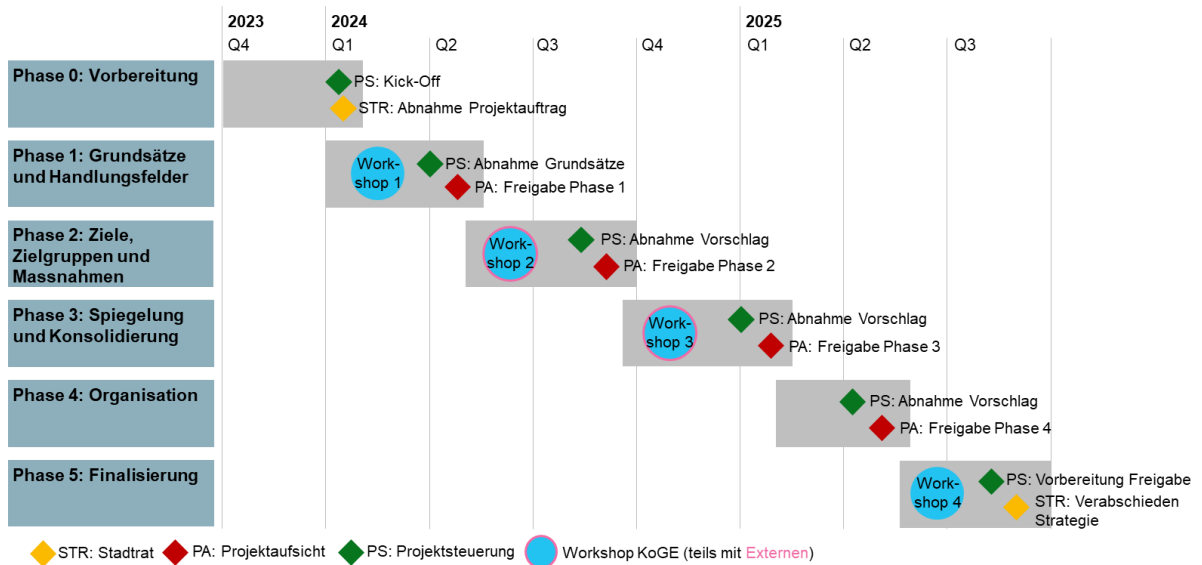 2023
2024
2025
Q4
Q1
Q2
Q3
Q4
Q1
Q2
Q3
Phase 0: Vorbereitung
PS: Kick-Off
STR: Abnahme Projektauftrag
Phase 1: Grundsätze
und Handlungsfelder
Work-
shop 1
PS: Abnahme Grundsätze
PA: Freigabe Phase 1
Phase 2: Ziele,
Zielgruppen und
Massnahmen
Work-
shop 2
PS: Abnahme Vorschlag
PA: Freigabe Phase 2
Phase 3: Spiegelung
und Konsolidierung
Work-
shop 3
PS: Abnahme Vorschlag
PA: Freigabe Phase 3
Phase 4: Organisation
PS: Abnahme Vorschlag
PA: Freigabe Phase 4
Phase 5: Finalisierung
Work-
shop 4
PS: Vorbereitung Freigabe
STR: Verabschieden
Strategie
STR: Stadtrat
PA: Projektaufsicht
PS: Projektsteuerung
Workshop KoGE (teils mit Externen)